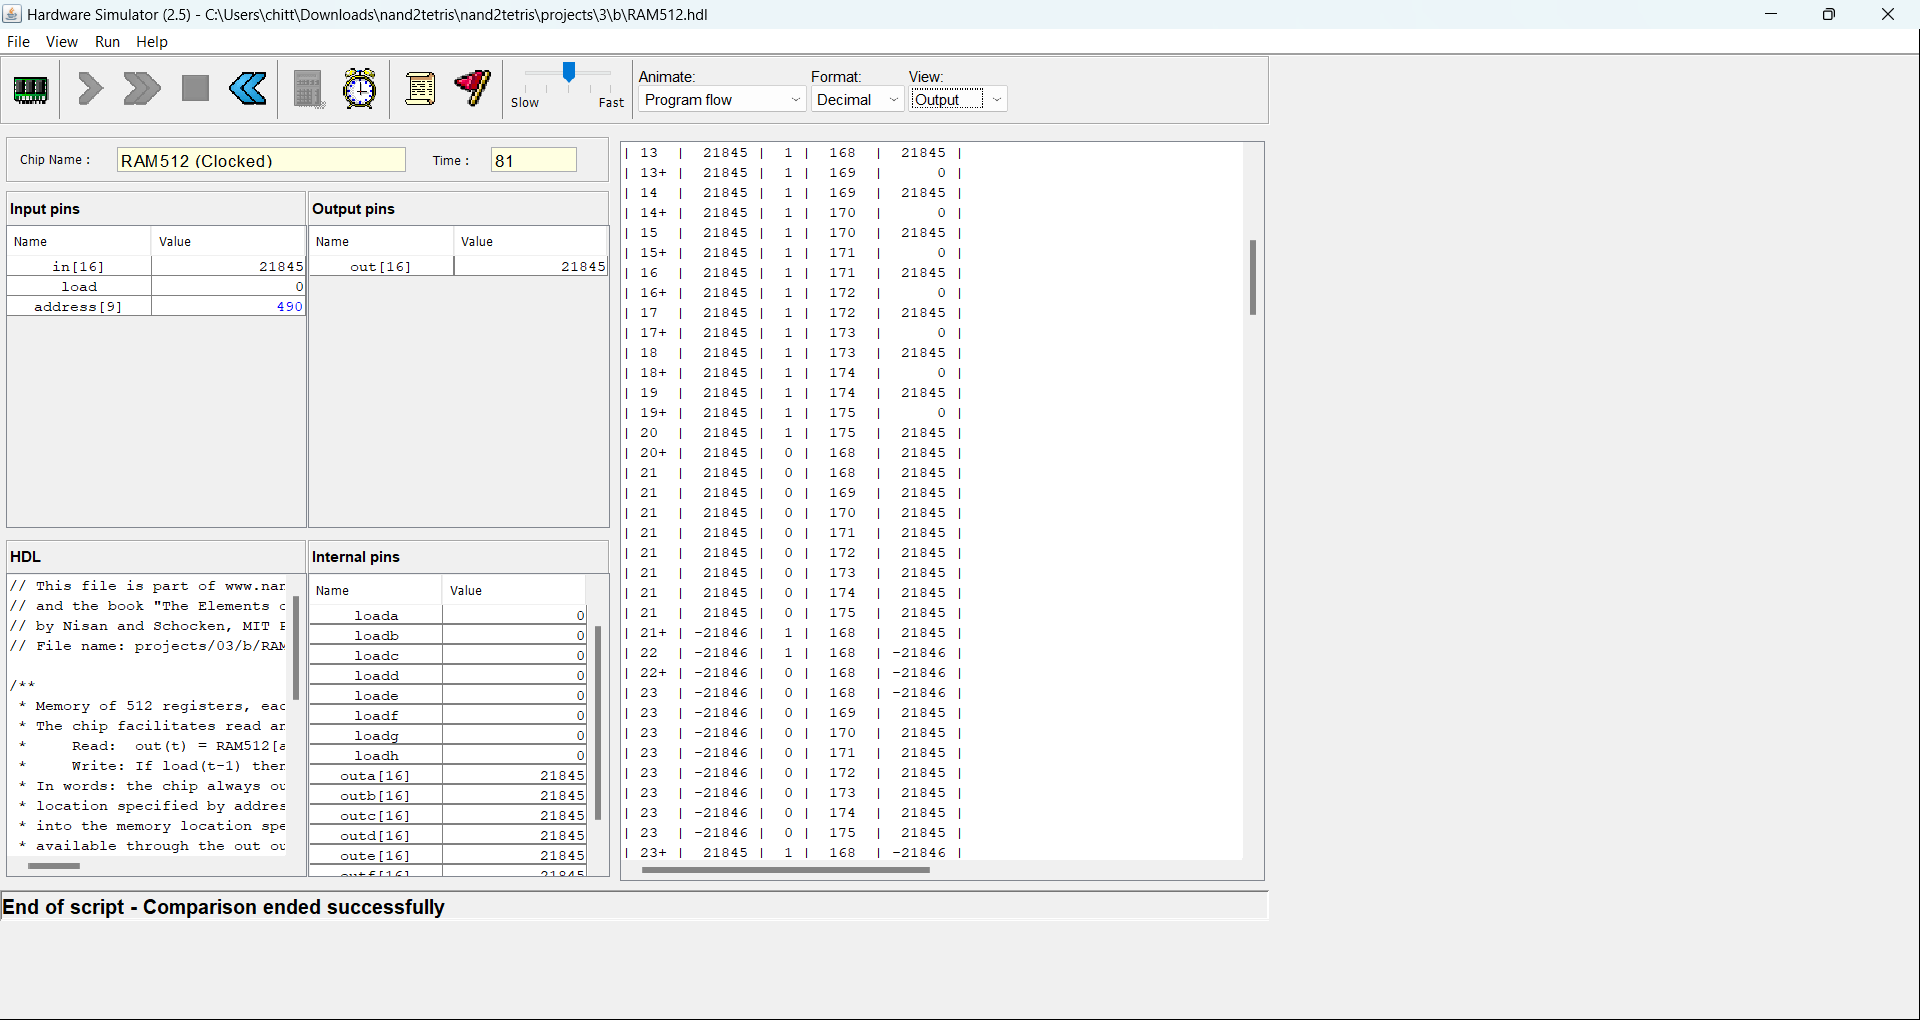 Hardware Simulator (2.5) - C:\Users\chitt\Downloads\nand2tetris\nand2tetris\projects\3\b\RAM512.hdl
File View Run Help
Animate: Format: View:
Slow Fast Program flow Decimal Output
Chip Name : RAM512 (Clocked) Time : 81
Input pins
Name Value
in[16] 21845
load 0
address[9] 490
Output pins
Name Value
out[16] 21845
HDL
// This file is part of www.nan
// and the book "The Elements
// by Nisan and Schocken, MIT
// File name: projects/03/b/RAM
/**
* Memory of 512 registers, eac
* The chip facilitates read an
* Read: out(t) = RAM512[a
* Write: If load(t-1) then
* In words: the chip always ou
* location specified by addres
* into the memory location spe
* available through the out ou
Internal pins
Name Value
loada 0
loadb 0
loadc 0
loadd 0
loade 0
loadf 0
loadg 0
loadh 0
outa[16] 21845
outb[16] 21845
outc[16] 21845
outd[16] 21845
oute[16] 21845
outf[16] 21845
| 13 | 21845 | 1 | 168 | 21845 |
| 13+ | 21845 | 1 | 169 | 0 |
| 14 | 21845 | 1 | 169 | 21845 |
| 14+ | 21845 | 1 | 170 | 0 |
| 15 | 21845 | 1 | 170 | 21845 |
| 15+ | 21845 | 1 | 171 | 0 |
| 16 | 21845 | 1 | 171 | 21845 |
| 16+ | 21845 | 1 | 172 | 0 |
| 17 | 21845 | 1 | 172 | 21845 |
| 17+ | 21845 | 1 | 173 | 0 |
| 18 | 21845 | 1 | 173 | 21845 |
| 18+ | 21845 | 1 | 174 | 0 |
| 19 | 21845 | 1 | 174 | 21845 |
| 19+ | 21845 | 1 | 175 | 0 |
| 20 | 21845 | 1 | 175 | 21845 |
| 20+ | 21845 | 0 | 168 | 21845 |
| 21 | 21845 | 0 | 168 | 21845 |
| 21 | 21845 | 0 | 169 | 21845 |
| 21 | 21845 | 0 | 170 | 21845 |
| 21 | 21845 | 0 | 171 | 21845 |
| 21 | 21845 | 0 | 172 | 21845 |
| 21 | 21845 | 0 | 173 | 21845 |
| 21 | 21845 | 0 | 174 | 21845 |
| 21 | 21845 | 0 | 175 | 21845 |
| 21+ | -21846 | 1 | 168 | 21845 |
| 22 | -21846 | 1 | 168 | -21846 |
| 22+ | -21846 | 0 | 168 | -21846 |
| 23 | -21846 | 0 | 168 | -21846 |
| 23 | -21846 | 0 | 169 | 21845 |
| 23 | -21846 | 0 | 170 | 21845 |
| 23 | -21846 | 0 | 171 | 21845 |
| 23 | -21846 | 0 | 172 | 21845 |
| 23 | -21846 | 0 | 173 | 21845 |
| 23 | -21846 | 0 | 174 | 21845 |
| 23 | -21846 | 0 | 175 | 21845 |
| 23+ | 21845 | 1 | 168 | -21846 |
End of script - Comparison ended successfully